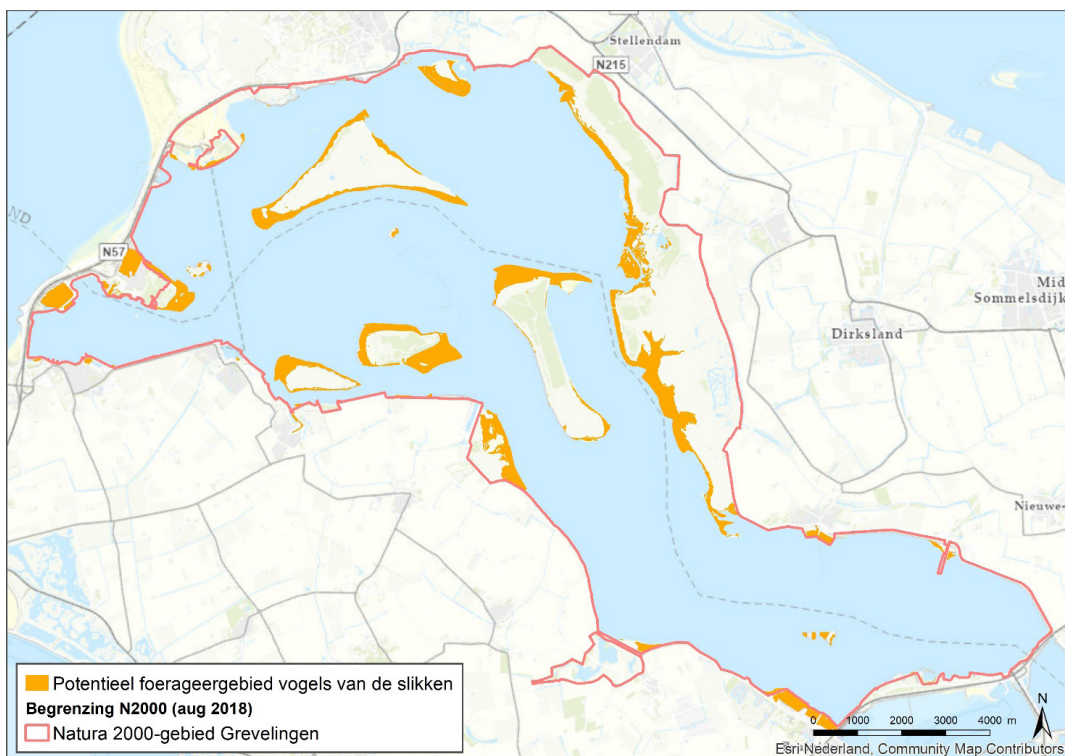 Stellendam
N215
ND
N57
Mid
Sommelsdijk
Dirksland
Nieuwe-
Potentieel foerageergebied vogels van de slikken
Begrenzing N2000 (aug 2018)
Natura 2000-gebied Grevelingen
N
0 1000 2000 3000 4000 m
Esri Nederland, Community Map Contributors